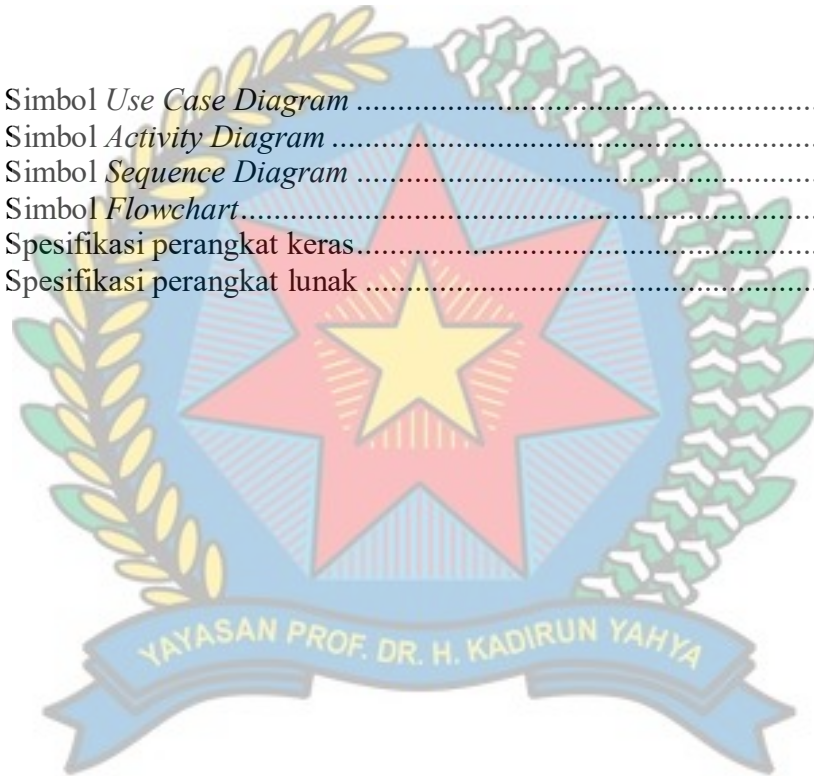 Simbol Use Case Diagram ........................................................
Simbol Activity Diagram ...........................................................
Simbol Sequence Diagram ........................................................
Simbol Flowchart......................................................................
Spesifikasi perangkat keras........................................................
Spesifikasi perangkat lunak .......................................................
YAYASAN PROF. DR. H. KADIRUN YAHYA